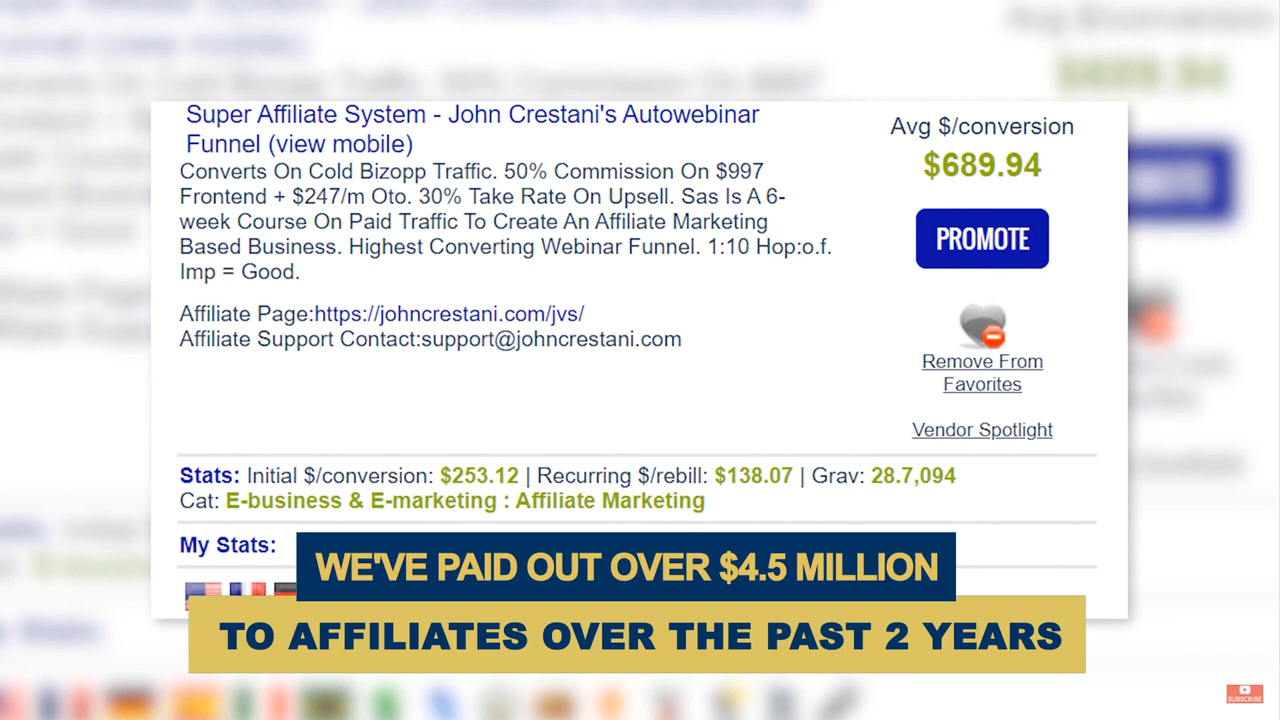 Super Affiliate System - John Crestani's Autowebinar
Funnel (view mobile)
Converts On Cold Bizopp Traffic. 50% Commission On $997
Frontend + $247/m Oto. 30% Take Rate On Upsell. Sas Is A 6-
week Course On Paid Traffic To Create An Affiliate Marketing
Based Business. Highest Converting Webinar Funnel. 1:10 Hop:o.f.
Imp = Good.
Affiliate Page:https://johncrestani.com/jvs/
Affiliate Support Contact:support@johncrestani.com
Avg $/conversion
$689.94
PROMOTE
Remove From
Favorites
Vendor Spotlight
Stats: Initial $/conversion: $253.12 | Recurring $/rebill: $138.07 | Grav: 28.7,094
Cat: E-business & E-marketing : Affiliate Marketing
My Stats:
WE'VE PAID OUT OVER $4.5 MILLION
TO AFFILIATES OVER THE PAST 2 YEARS
SUBSCRIBE